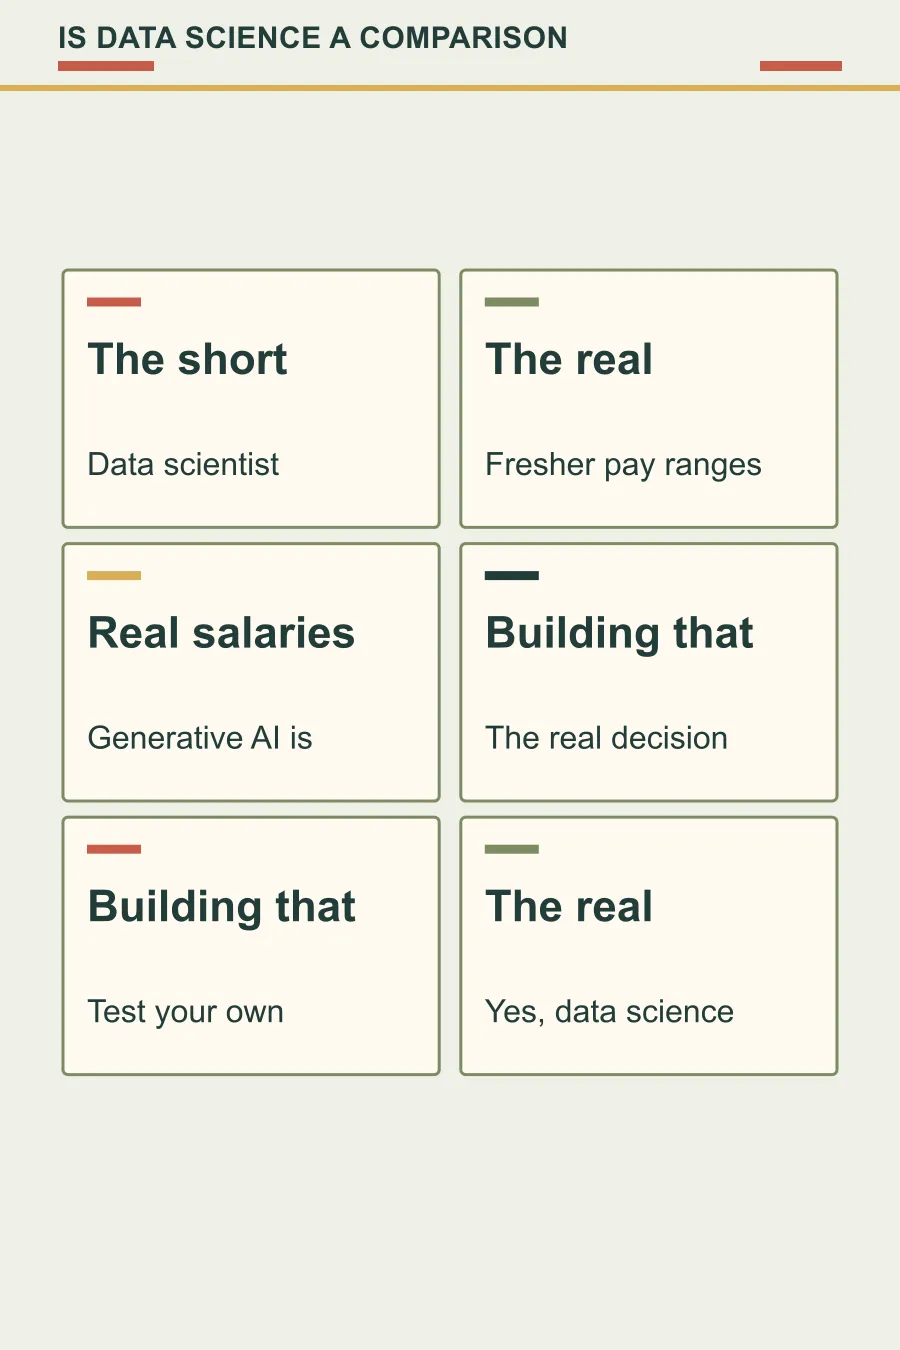 IS DATA SCIENCE A COMPARISON
The short
Data scientist
The real
Fresher pay ranges
Real salaries
Generative AI is
Building that
The real decision
Building that
Test your own
The real
Yes, data science